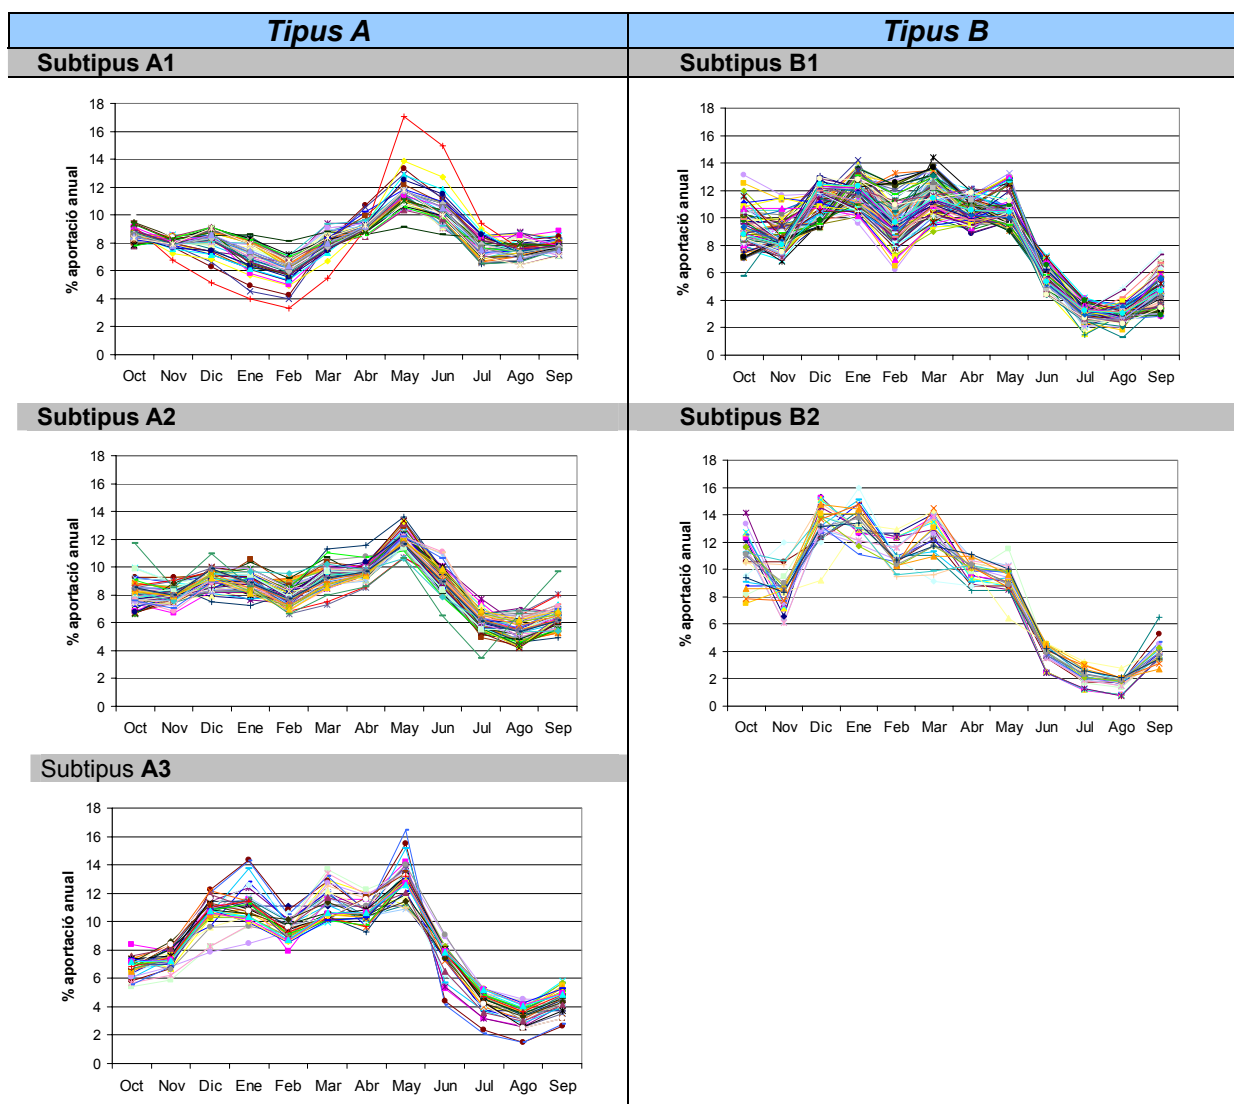 Tipus A
Tipus B
Subtipus A1
Subtipus B1
% aportació anual
18
16
14
12
10
8
6
4
2
0
Oct Nov Dic Ene Feb Mar Abr May Jun Jul Ago Sep
% aportació anual
18
16
14
12
10
8
6
4
2
0
Oct Nov Dic Ene Feb Mar Abr May Jun Jul Ago Sep
Subtipus A2
Subtipus B2
% aportació anual
18
16
14
12
10
8
6
4
2
0
Oct Nov Dic Ene Feb Mar Abr May Jun Jul Ago Sep
% aportació anual
18
16
14
12
10
8
6
4
2
0
Oct Nov Dic Ene Feb Mar Abr May Jun Jul Ago Sep
Subtipus A3
% aportació anual
18
16
14
12
10
8
6
4
2
0
Oct Nov Dic Ene Feb Mar Abr May Jun Jul Ago Sep